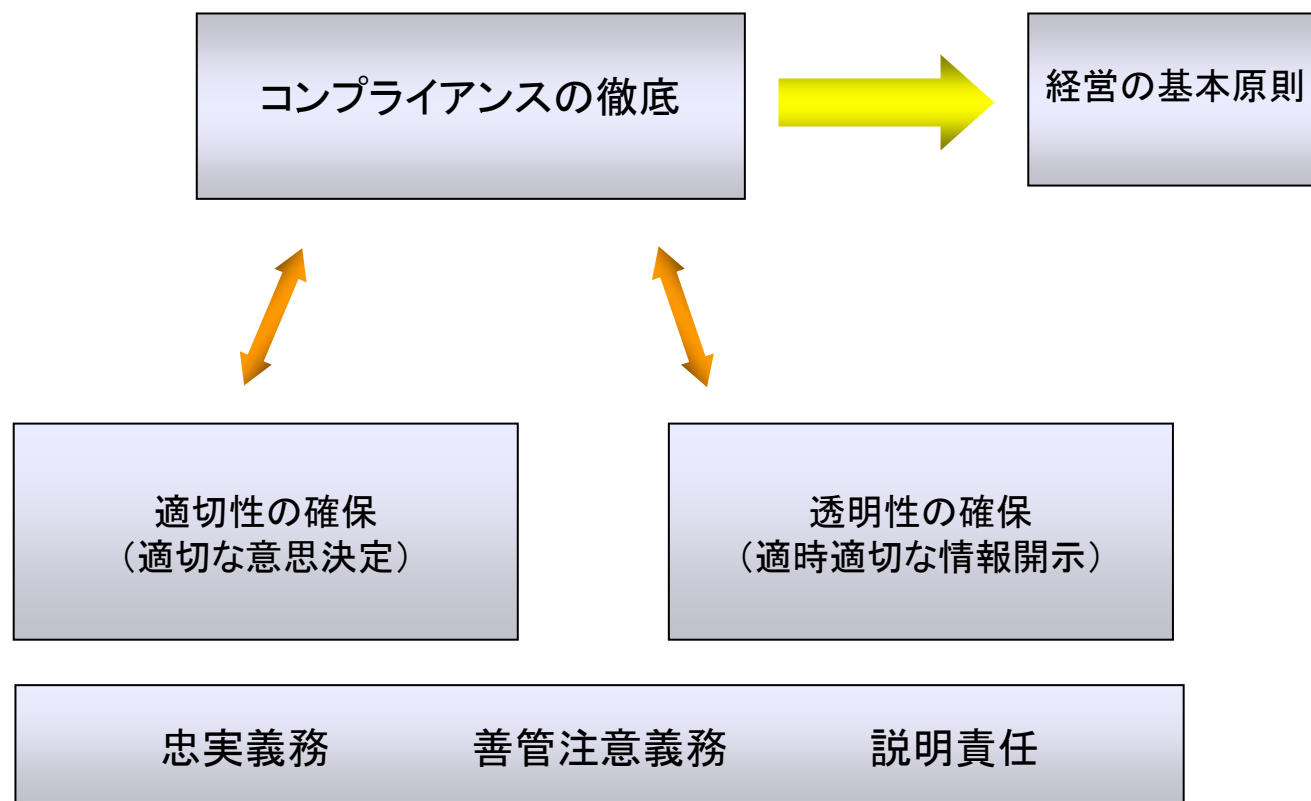 コンプライアンスの徹底
経営の基本原則
適切性の確保
（適切な意思決定）
透明性の確保
（適時適切な情報開示）
忠実義務 善管注意義務 説明責任